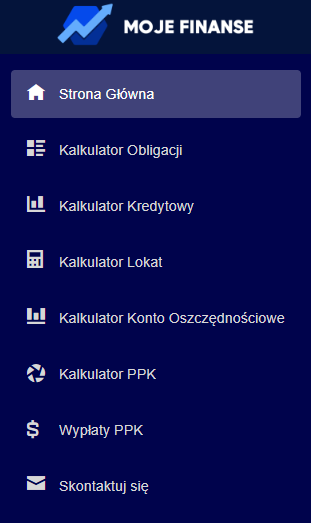 MOJE FINANSE
Strona Główna
Kalkulator Obligacji
Kalkulator Kredytowy
Kalkulator Lokat
Kalkulator Konto Oszczędnościowe
Kalkulator PPK
Wypłaty PPK
Skontaktuj się